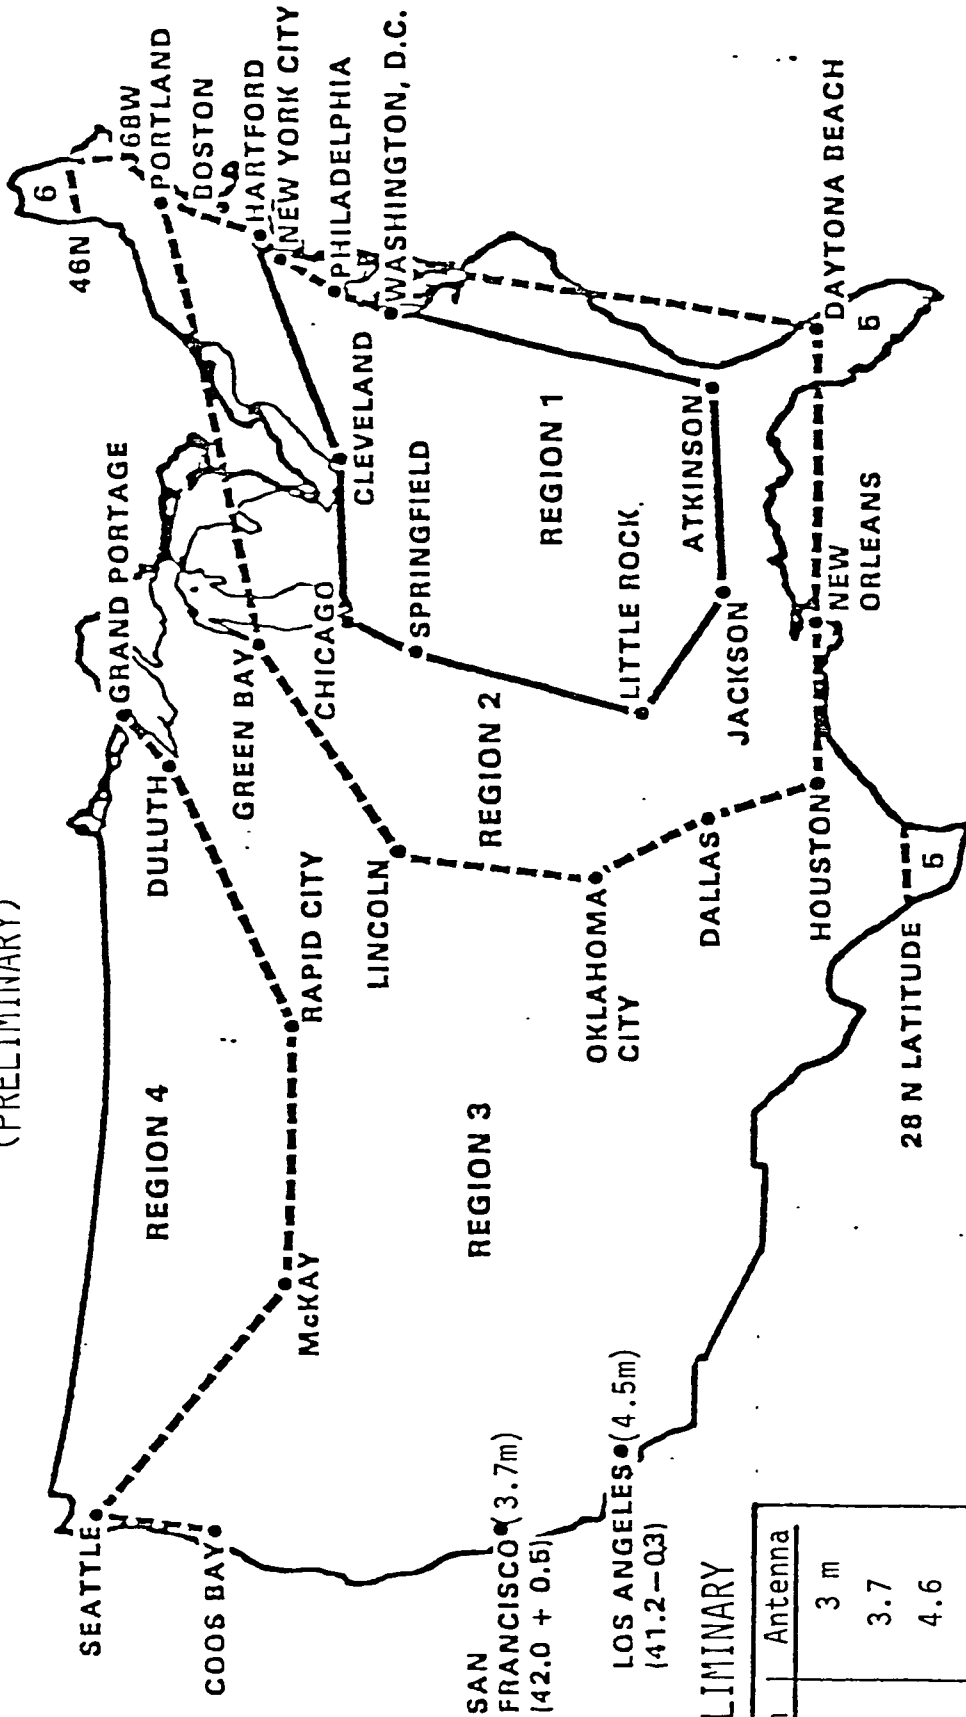 (PRELIMINARY)
46N
6
68W
PORTLAND
BOSTON
HARTFORD
NEW YORK CITY
PHILADELPHIA
WASHINGTON, D.C.
GRAND PORTAGE
DULUTH
GREEN BAY
CHICAGO
CLEVELAND
SPRINGFIELD
SEATTLE
COOS BAY
REGION 4
McKAY
RAPID CITY
LINCOLN
REGION 2
REGION 1
REGION 3
OKLAHOMA
CITY
LITTLE ROCK
ATKINSON
JACKSON
DALLAS
SAN
FRANCISCO (3.7m)
(42.0 + 0.5)
LOS ANGELES (4.5m)
(41.2–0.3)
HOUSTON
NEW
ORLEANS
DAYTONA BEACH
5
28 N LATITUDE
5
LIMINARY
Antenna
3 m
3.7
4.6